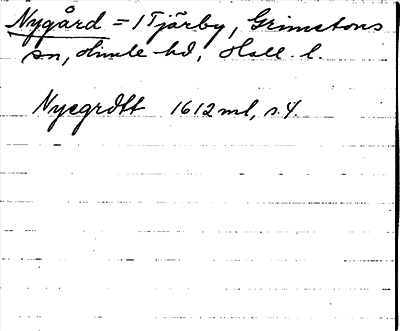 Nygård = 1 Tjärby, Grimetons
sn, Himle hd, Hall. l.
Nyegrdtt 1612 ml, s. 4.